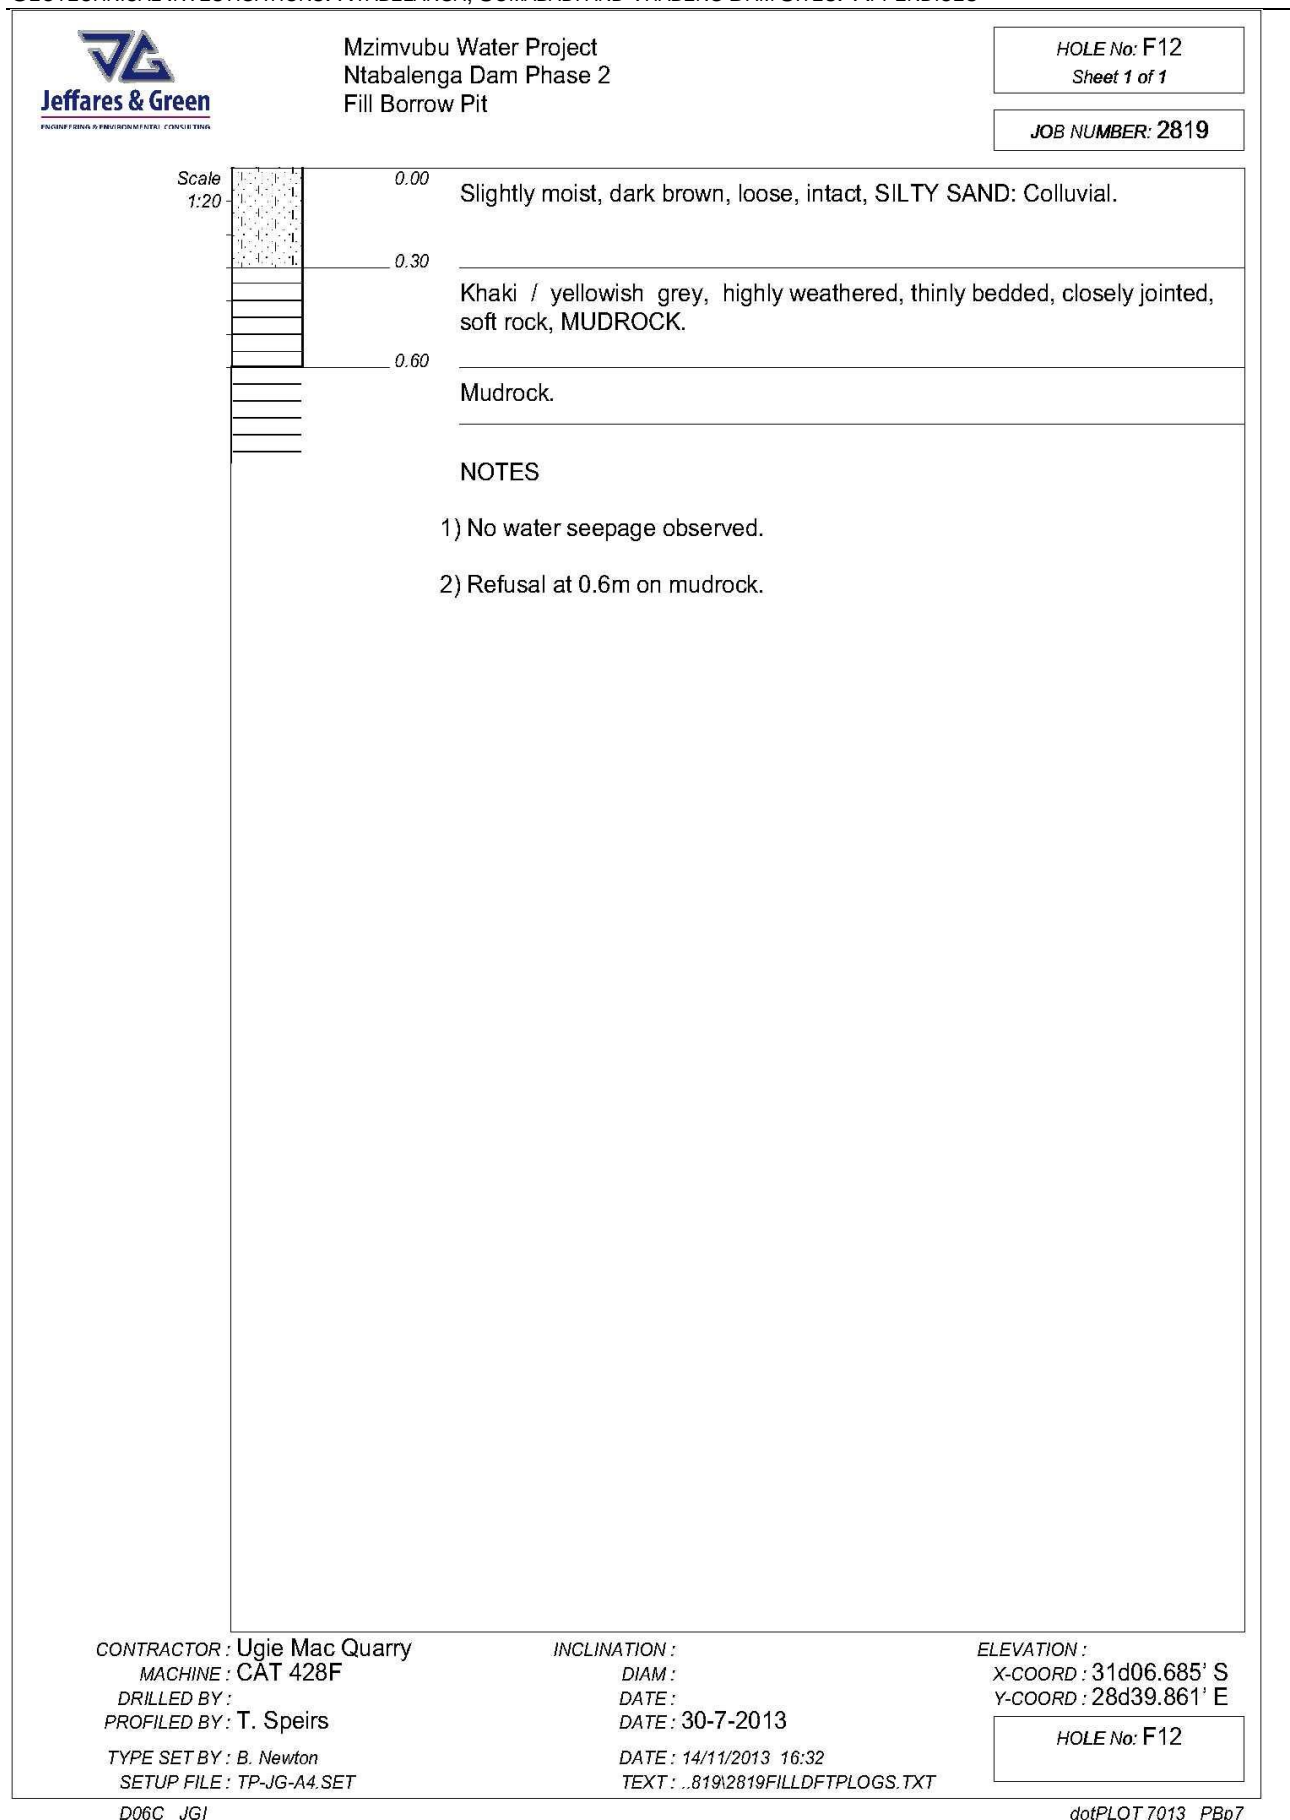 Jeffares & Green
ENGINEERING & ENVIRONMENTAL CONSULTING
Mzimvubu Water Project
Ntabalenga Dam Phase 2
Fill Borrow Pit
HOLE No: F12
Sheet 1 of 1
JOB NUMBER: 2819
Scale
1:20
0.00
Slightly moist, dark brown, loose, intact, SILTY SAND: Colluvial.
0.30
Khaki / yellowish grey, highly weathered, thinly bedded, closely jointed,
soft rock, MUDROCK.
0.60
Mudrock.
NOTES
1) No water seepage observed.
2) Refusal at 0.6m on mudrock.
CONTRACTOR : Ugie Mac Quarry
MACHINE : CAT 428F
DRILLED BY :
PROFILED BY : T. Speirs
TYPE SET BY : B. Newton
SETUP FILE : TP-JG-A4.SET
INCLINATION :
DIAM :
DATE :
DATE : 30-7-2013
DATE : 14/11/2013 16:32
TEXT : ..819\2819FILLDFTPLOGS.TXT
ELEVATION :
X-COORD : 31d06.685' S
Y-COORD : 28d39.861' E
HOLE No: F12
D06C JGI
dotPLOT 7013 PBp7